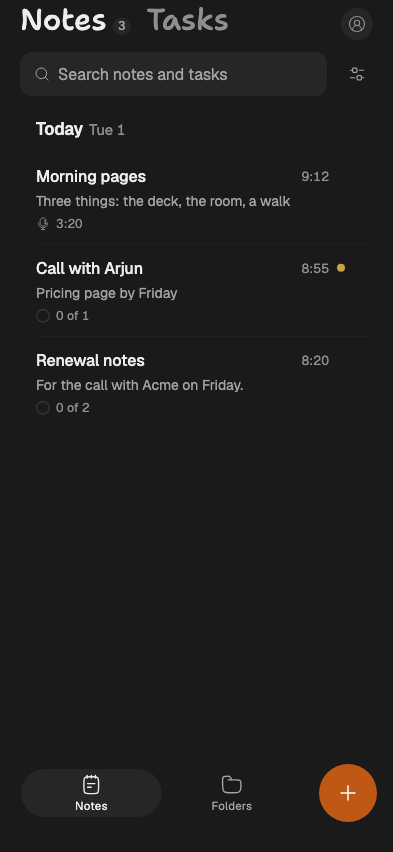 Notes 3 Tasks
Search notes and tasks
Today Tue 1
Morning pages 9:12
Three things: the deck, the room, a walk
3:20
Call with Arjun 8:55
Pricing page by Friday
0 of 1
Renewal notes 8:20
For the call with Acme on Friday.
0 of 2
Notes Folders